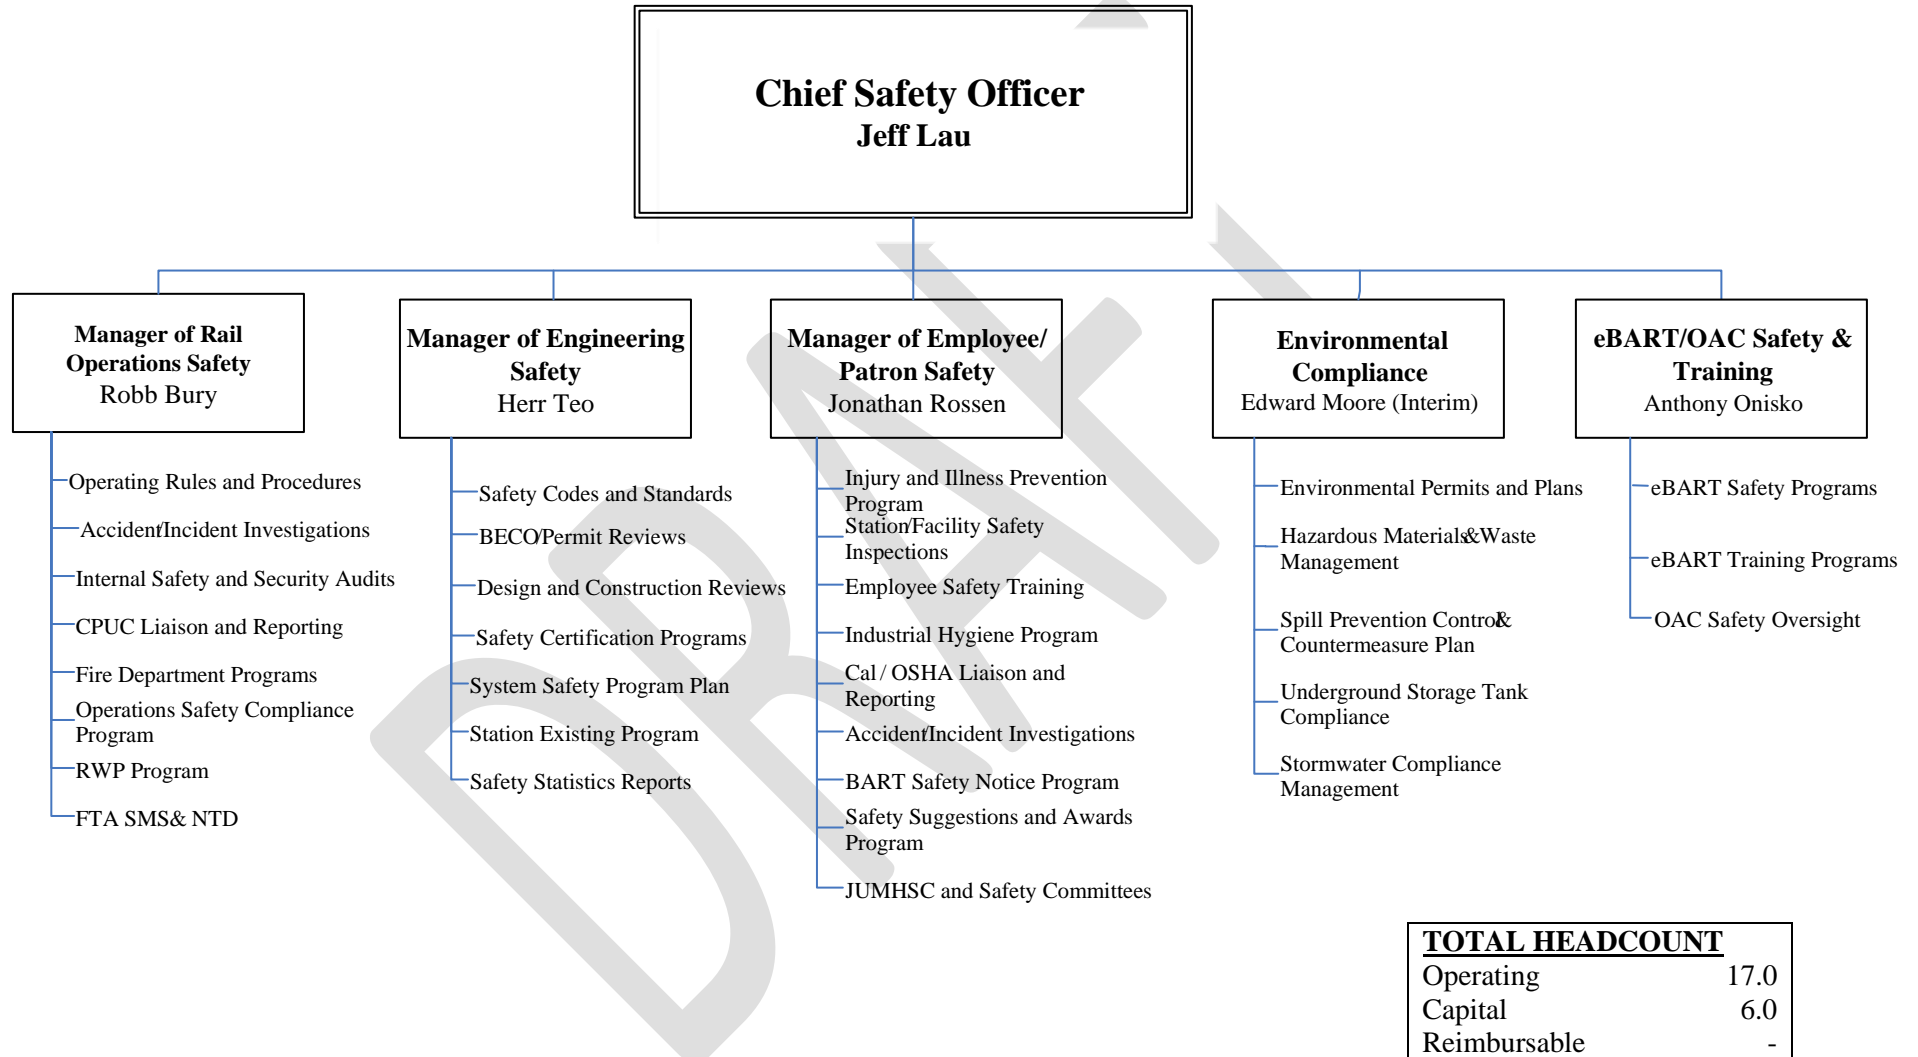 Chief Safety Officer
Jeff Lau
Manager of Rail
Operations Safety
Robb Bury
Operating Rules and Procedures
Accident/Incident Investigations
Internal Safety and Security Audits
CPUC Liaison and Reporting
Fire Department Programs
Operations Safety Compliance
Program
RWP Program
FTA SMS& NTD
Manager of Engineering
Safety
Herr Teo
Safety Codes and Standards
BECO/Permit Reviews
Design and Construction Reviews
Safety Certification Programs
System Safety Program Plan
Station Existing Program
Safety Statistics Reports
Manager of Employee/
Patron Safety
Jonathan Rossen
Injury and Illness Prevention
Program
Station/Facility Safety
Inspections
Employee Safety Training
Industrial Hygiene Program
Cal / OSHA Liaison and
Reporting
Accident/Incident Investigations
BART Safety Notice Program
Safety Suggestions and Awards
Program
JUMHSC and Safety Committees
Environmental
Compliance
Edward Moore (Interim)
Environmental Permits and Plans
Hazardous Materials&Waste
Management
Spill Prevention Control&
Countermeasure Plan
Underground Storage Tank
Compliance
Stormwater Compliance
Management
eBART/OAC Safety &
Training
Anthony Onisko
eBART Safety Programs
eBART Training Programs
OAC Safety Oversight
TOTAL HEADCOUNT
Operating 17.0
Capital 6.0
Reimbursable -
DRAFT